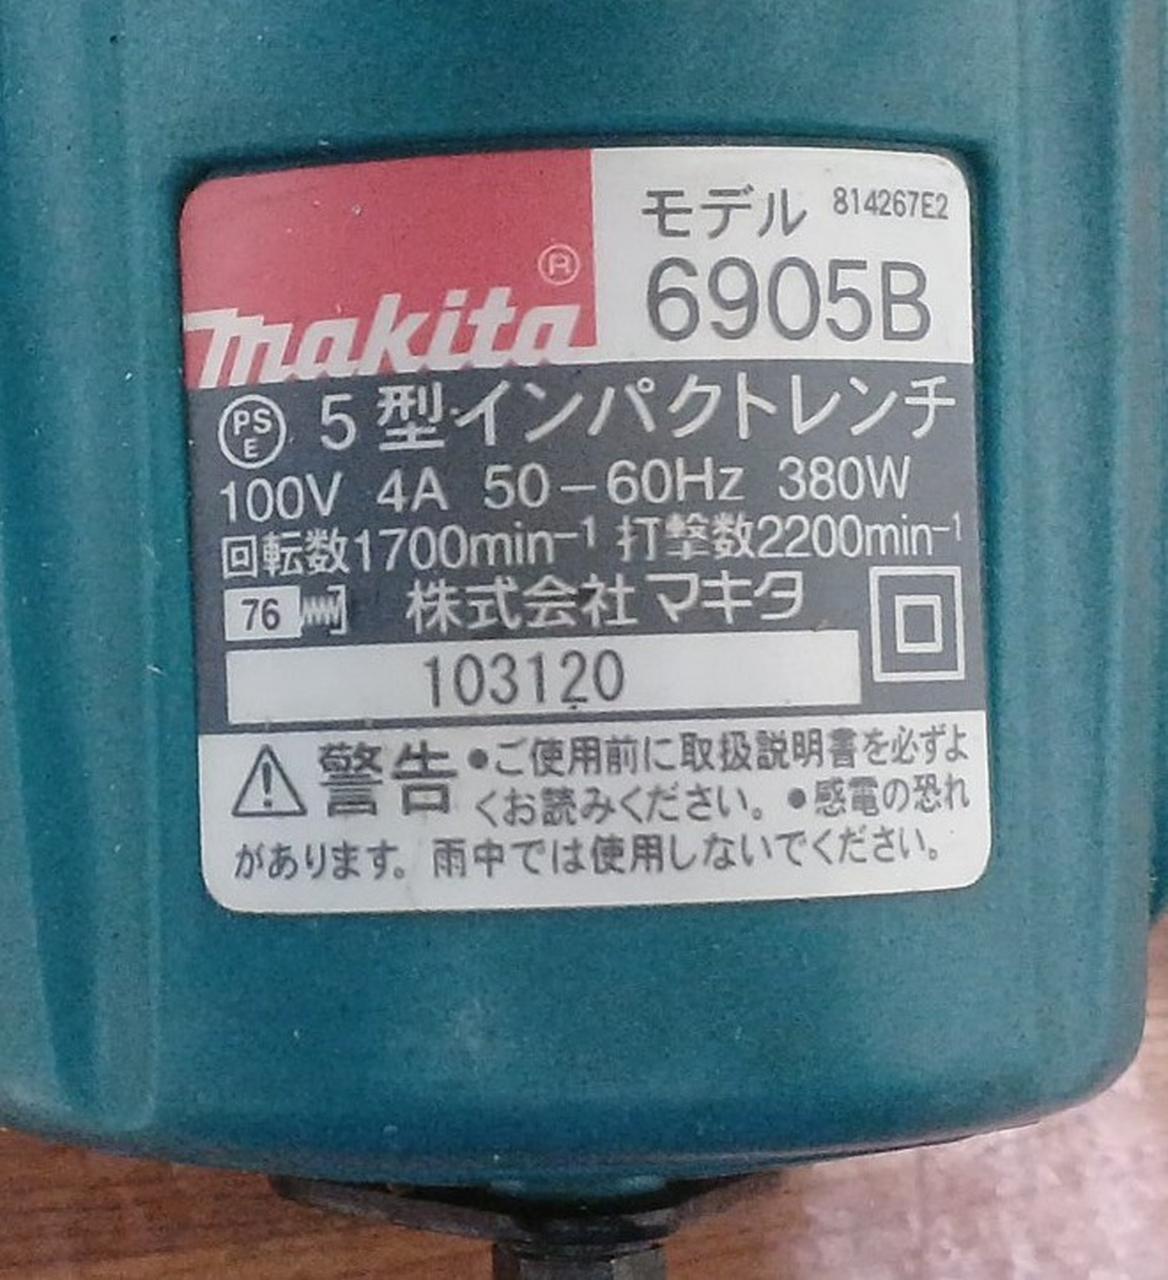 モデル 814267E2
makita® 6905B
PSE 5型インパクトレンチ
100V 4A 50−60Hz 380W
回転数1700min⁻¹ 打撃数2200min⁻¹
76 株式会社マキタ
103120
警告 •ご使用前に取扱説明書を必ずよ
くお読みください。•感電の恐れ
があります。雨中では使用しないでください。